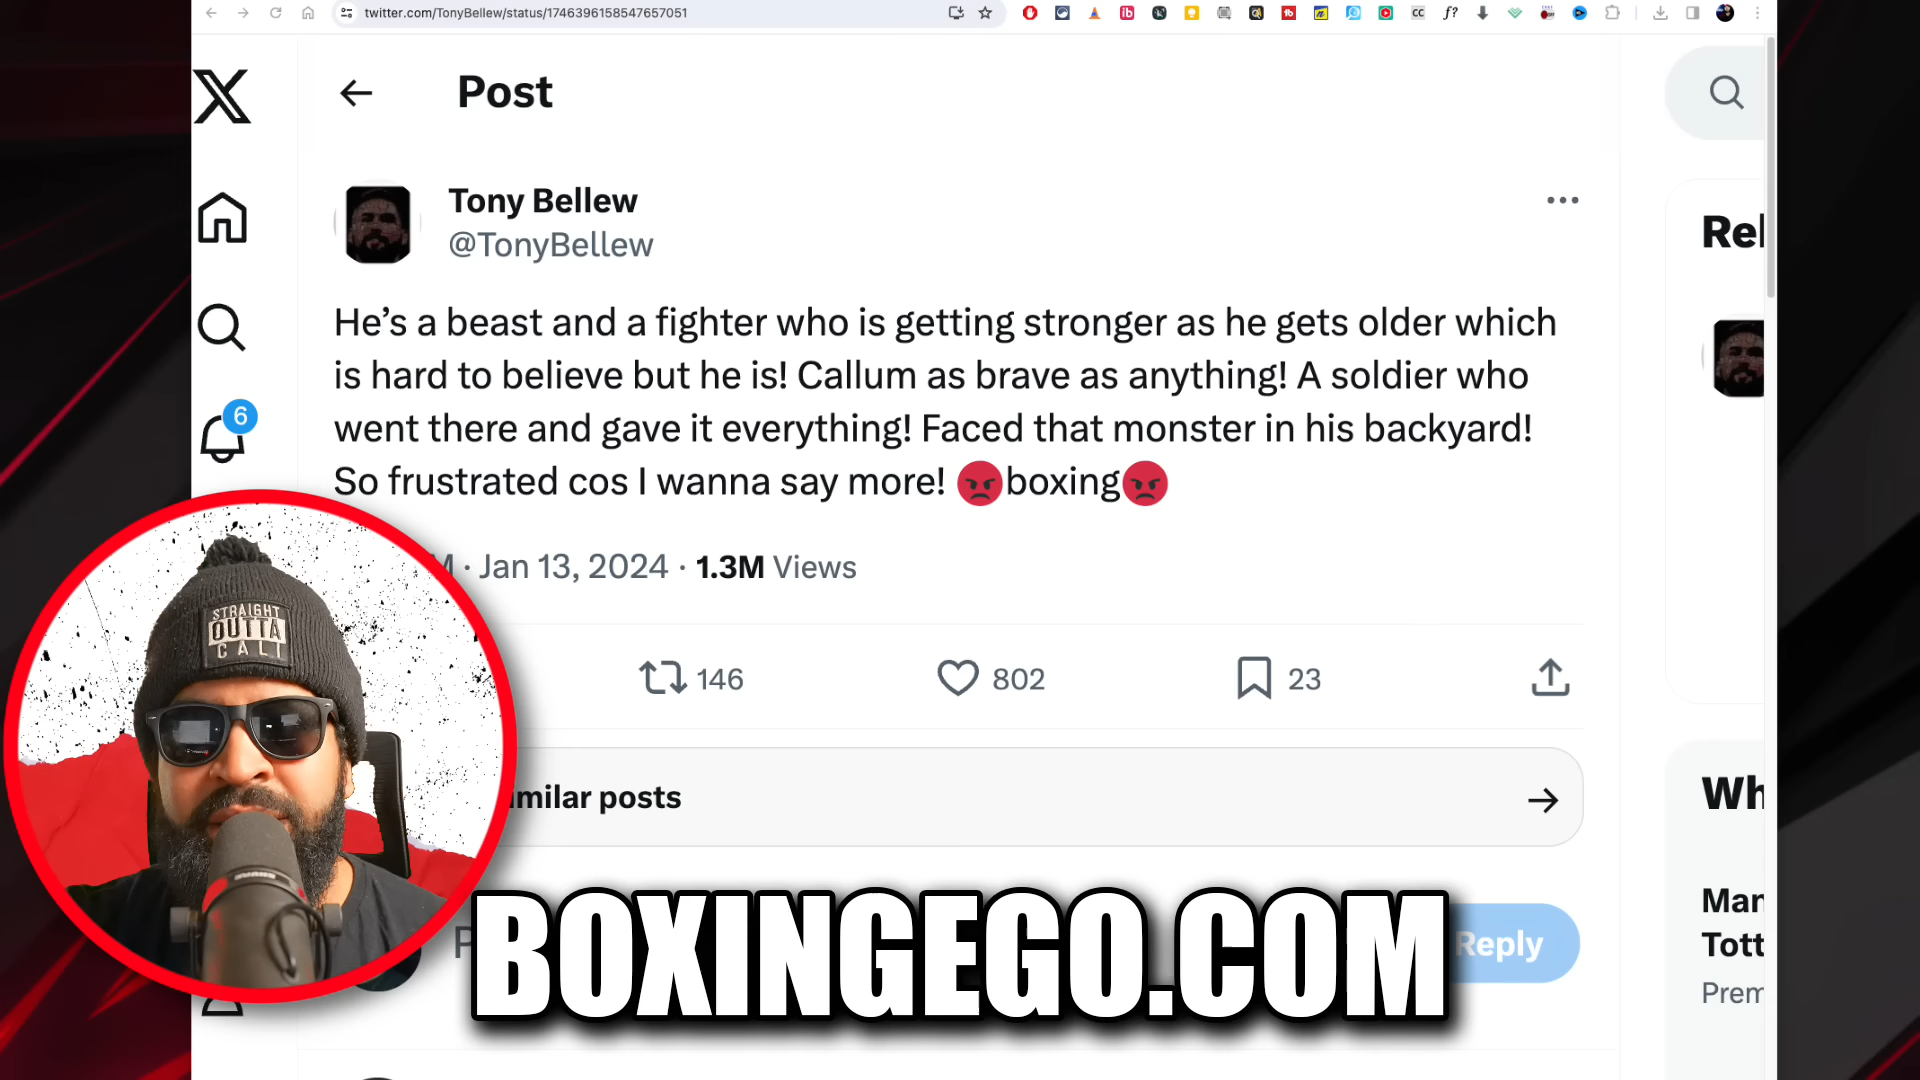 twitter.com/TonyBellew/status/1746396158547657051
Post
Tony Bellew
@TonyBellew
He's a beast and a fighter who is getting stronger as he gets older which
is hard to believe but he is! Callum as brave as anything! A soldier who
went there and gave it everything! Faced that monster in his backyard!
So frustrated cos I wanna say more! 😡boxing😡
M · Jan 13, 2024 · 1.3M Views
146 802 23
imilar posts
Reply
Rel
Wh
Man
Tott
Prem
6
STRAIGHT
OUTTA
CALI
BOXINGEGO.COM